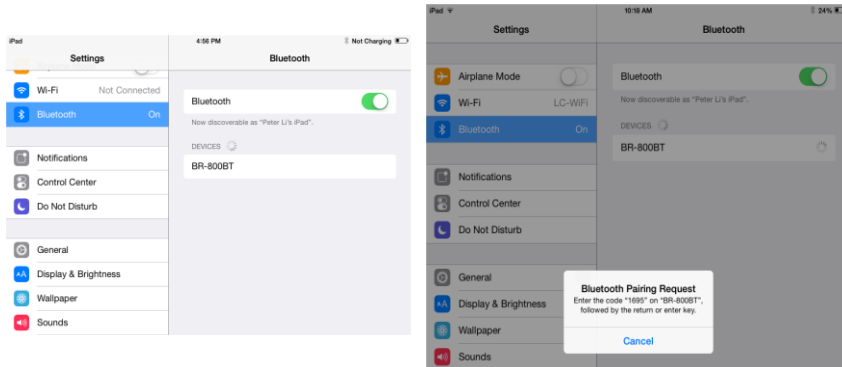 iPad
4:56 PM
Not Charging
Settings
Bluetooth
Wi-Fi
Not Connected
Bluetooth
On
Notifications
Control Center
Do Not Disturb
General
Display & Brightness
Wallpaper
Sounds
Bluetooth
Now discoverable as "Peter Li's iPad".
DEVICES
BR-800BT
iPad
10:18 AM
24%
Settings
Bluetooth
Airplane Mode
Wi-Fi
LC-WiFi
Bluetooth
On
Notifications
Control Center
Do Not Disturb
General
Display & Brightness
Wallpaper
Sounds
Bluetooth
Now discoverable as "Peter Li's iPad".
DEVICES
BR-800BT
Bluetooth Pairing Request
Enter the code "1695" on "BR-800BT",
followed by the return or enter key.
Cancel